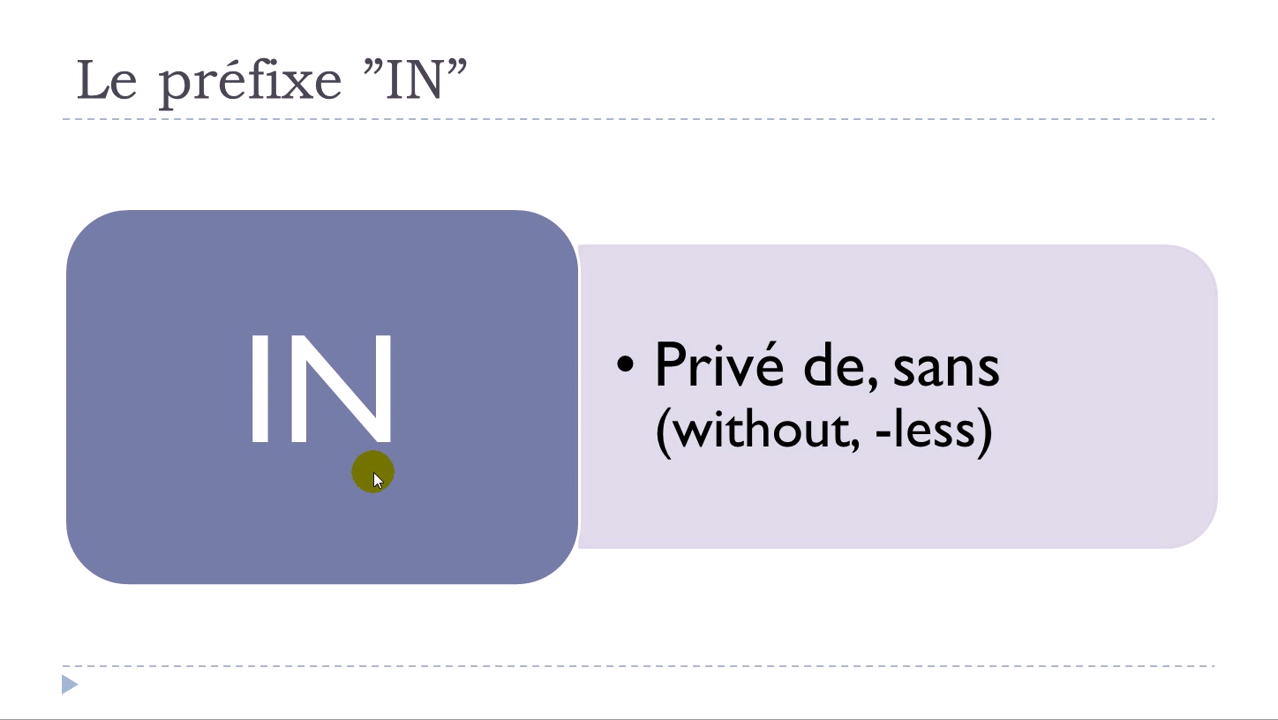 Le préfixe ”IN”
IN
• Privé de, sans
(without, -less)